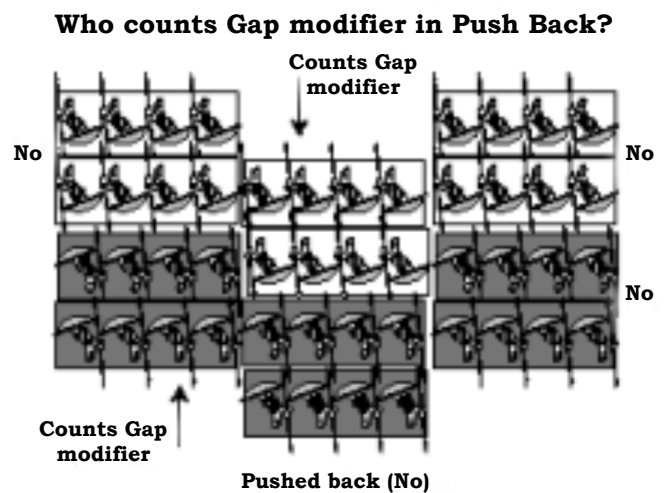 Who counts Gap modifier in Push Back?
Counts Gap
modifier
No
No
No
Counts Gap
modifier
Pushed back (No)